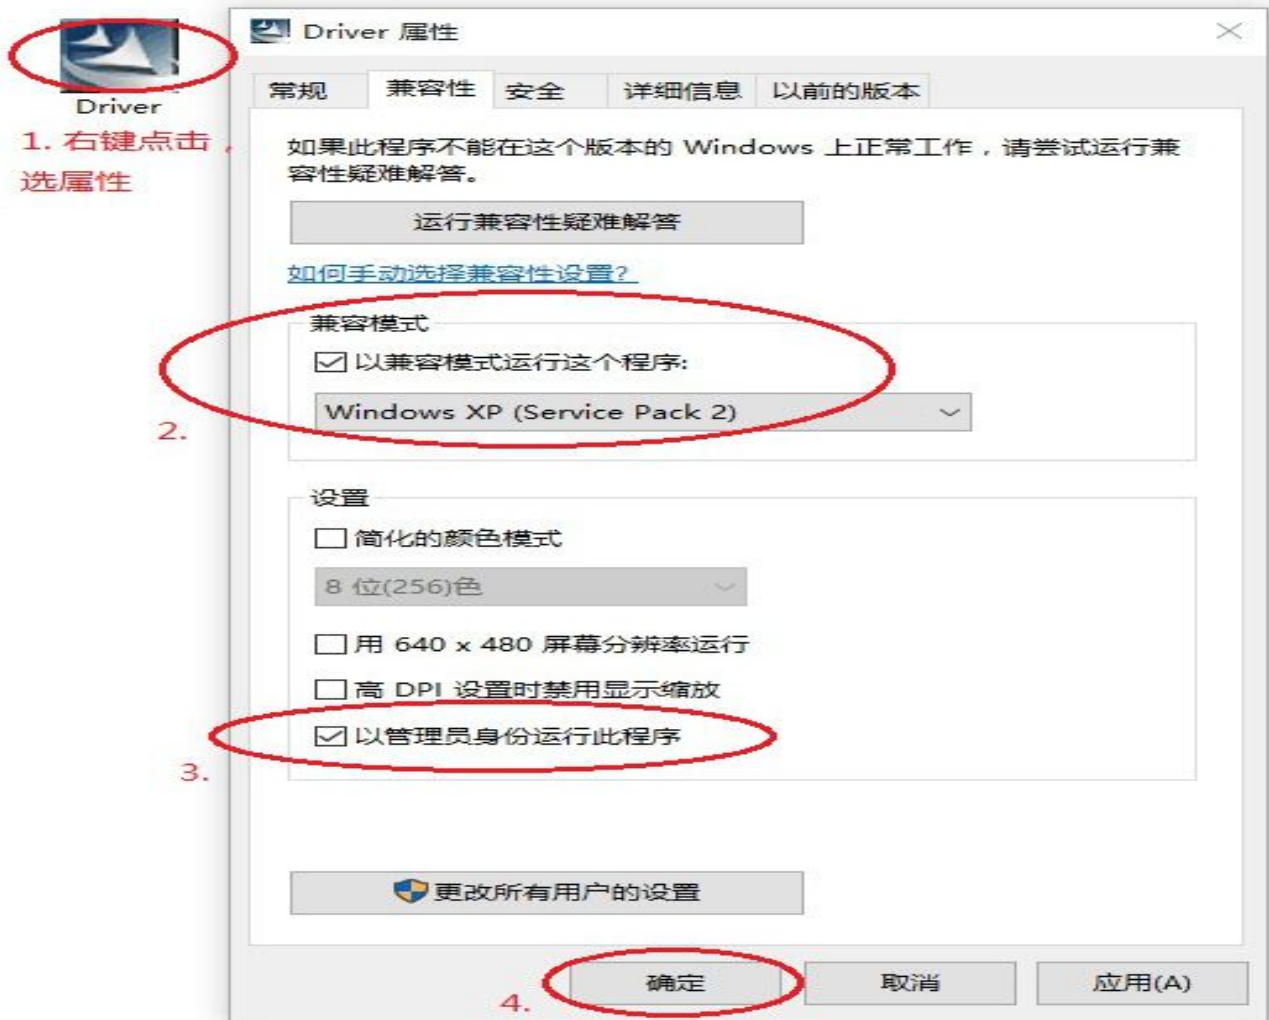 Driver
1. 右键点击，
选属性
Driver 属性
常规 兼容性 安全 详细信息 以前的版本
如果此程序不能在这个版本的 Windows 上正常工作，请尝试运行兼
容性疑难解答。
运行兼容性疑难解答
如何手动选择兼容性设置?
兼容模式
以兼容模式运行这个程序:
Windows XP (Service Pack 2)
2.
设置
简化的颜色模式
8 位(256)色
用 640 x 480 屏幕分辨率运行
高 DPI 设置时禁用显示缩放
以管理员身份运行此程序
3.
更改所有用户的设置
确定 取消 应用(A)
4.